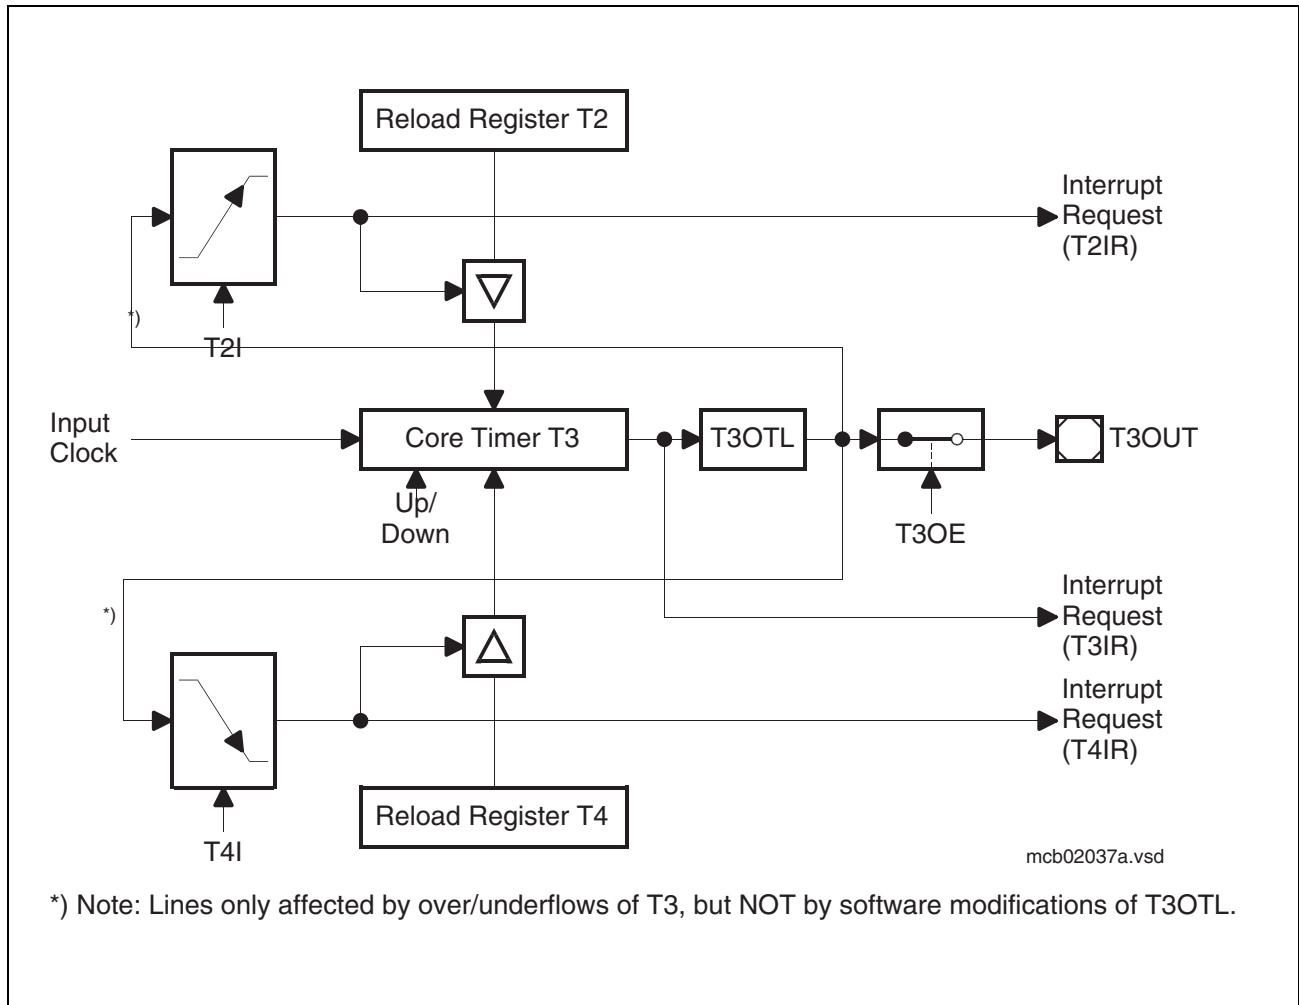 Reload Register T2
Interrupt
Request
(T2IR)
*)
T2I
Input
Clock
Core Timer T3
T3OTL
T3OUT
Up/
Down
T3OE
*)
Interrupt
Request
(T3IR)
Interrupt
Request
(T4IR)
Reload Register T4
T4I
mcb02037a.vsd
*) Note: Lines only affected by over/underflows of T3, but NOT by software modifications of T3OTL.